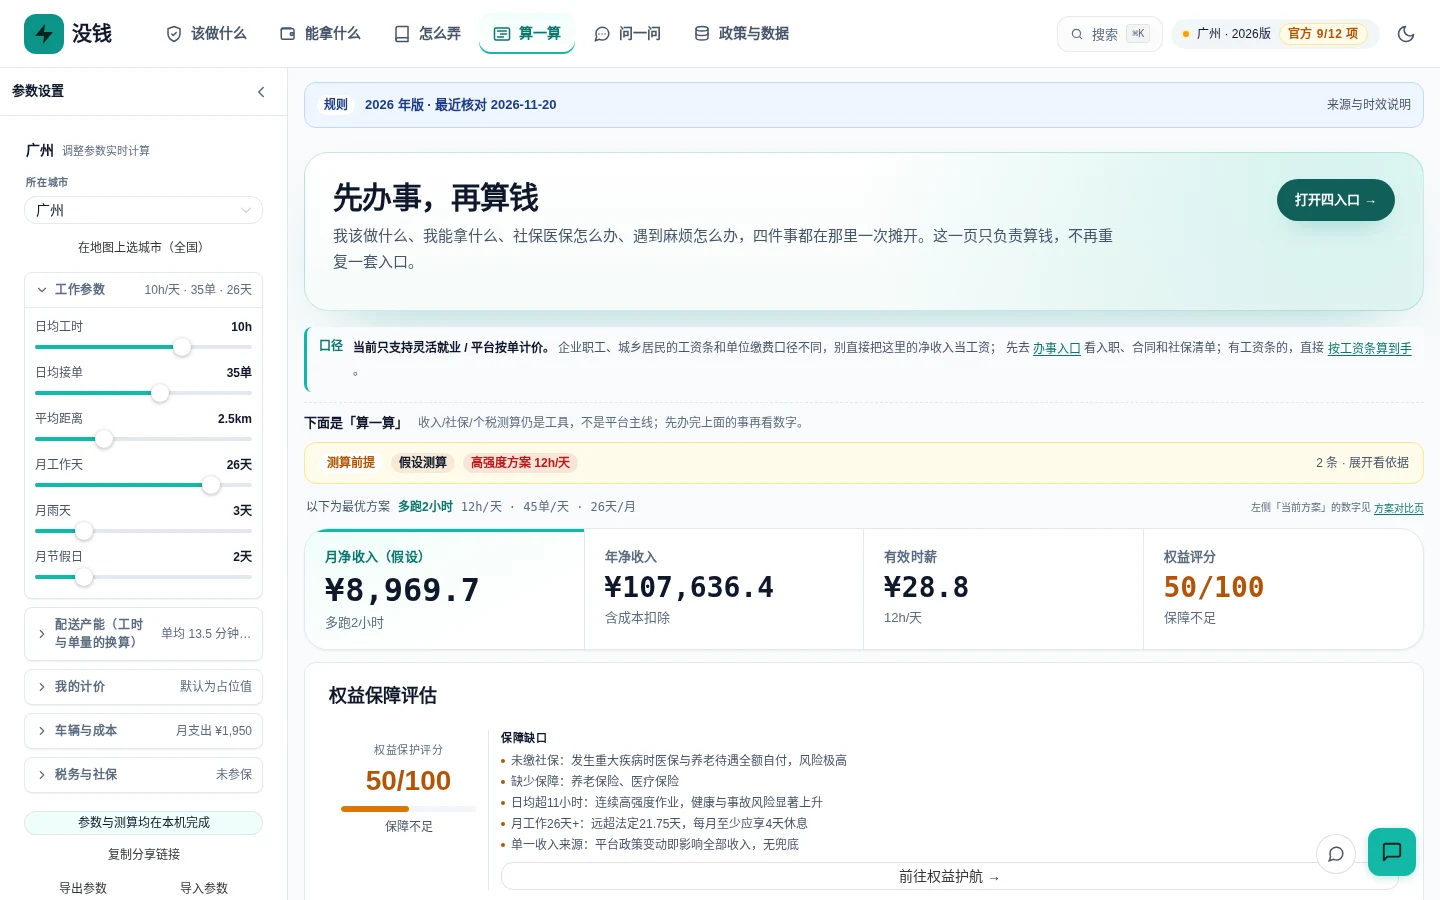 没钱
该做什么
能拿什么
怎么弄
算一算
问一问
政策与数据
搜索 ⌘K
广州 · 2026版 官方 9/12 项
参数设置
广州 调整参数实时计算
所在城市
广州
在地图上选城市（全国）
工作参数 10h/天 · 35单 · 26天
日均工时 10h
日均接单 35单
平均距离 2.5km
月工作天 26天
月雨天 3天
月节假日 2天
配送产能（工时
与单量的换算） 单均 13.5 分钟...
我的计价 默认为占位值
车辆与成本 月支出 ¥1,950
税务与社保 未参保
参数与测算均在本机完成
复制分享链接
导出参数 导入参数
规则 2026 年版 · 最近核对 2026-11-20 来源与时效说明
先办事，再算钱
我该做什么、我能拿什么、社保医保怎么办、遇到麻烦怎么办，四件事都在那里一次摊开。这一页只负责算钱，不再重
复一套入口。
打开四入口 →
口径 当前只支持灵活就业 / 平台按单计价。 企业职工、城乡居民的工资条和单位缴费口径不同，别直接把这里的净收入当工资； 先去 办事入口 看入职、合同和社保清单；有工资条的，直接 按工资条算到手
。
下面是「算一算」 收入/社保/个税测算仍是工具，不是平台主线；先办完上面的事再看数字。
测算前提 假设测算 高强度方案 12h/天 2 条 · 展开看依据
以下为最优方案 多跑2小时 12h/天 · 45单/天 · 26天/月 左侧「当前方案」的数字见 方案对比页
月净收入（假设）
¥8,969.7
多跑2小时
年净收入
¥107,636.4
含成本扣除
有效时薪
¥28.8
12h/天
权益评分
50/100
保障不足
权益保障评估
权益保护评分
50/100
保障不足
保障缺口
未缴社保：发生重大疾病时医保与养老待遇全额自付，风险极高
缺少保障：养老保险、医疗保险
日均超11小时：连续高强度作业，健康与事故风险显著上升
月工作26天+：远超法定21.75天，每月至少应享4天休息
单一收入来源：平台政策变动即影响全部收入，无兜底
前往权益护航 →